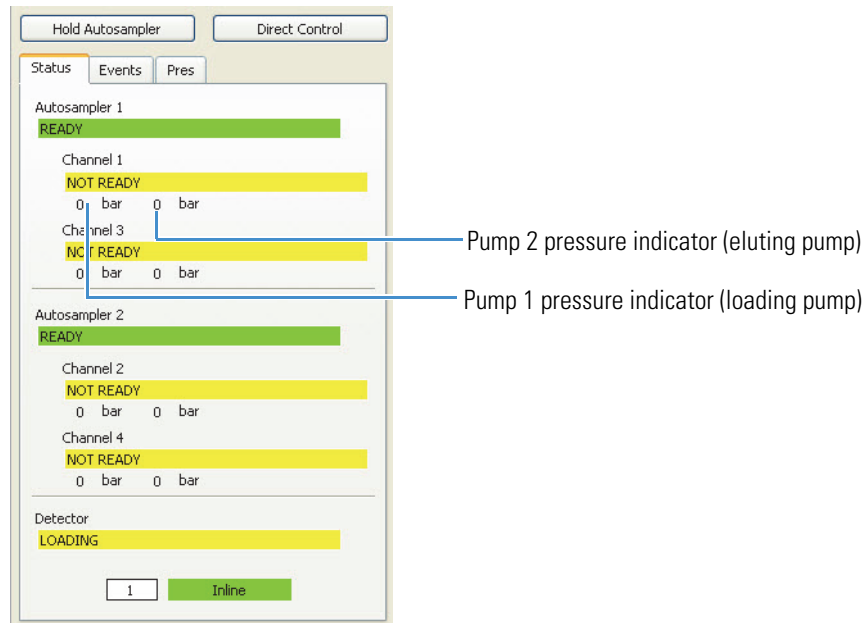 Hold Autosampler Direct Control
Status Events Pres
Autosampler 1
READY
Channel 1
NOT READY
0 bar 0 bar
Channel 3
NOT READY
0 bar 0 bar
Pump 2 pressure indicator (eluting pump)
Pump 1 pressure indicator (loading pump)
Autosampler 2
READY
Channel 2
NOT READY
0 bar 0 bar
Channel 4
NOT READY
0 bar 0 bar
Detector
LOADING
1 Inline